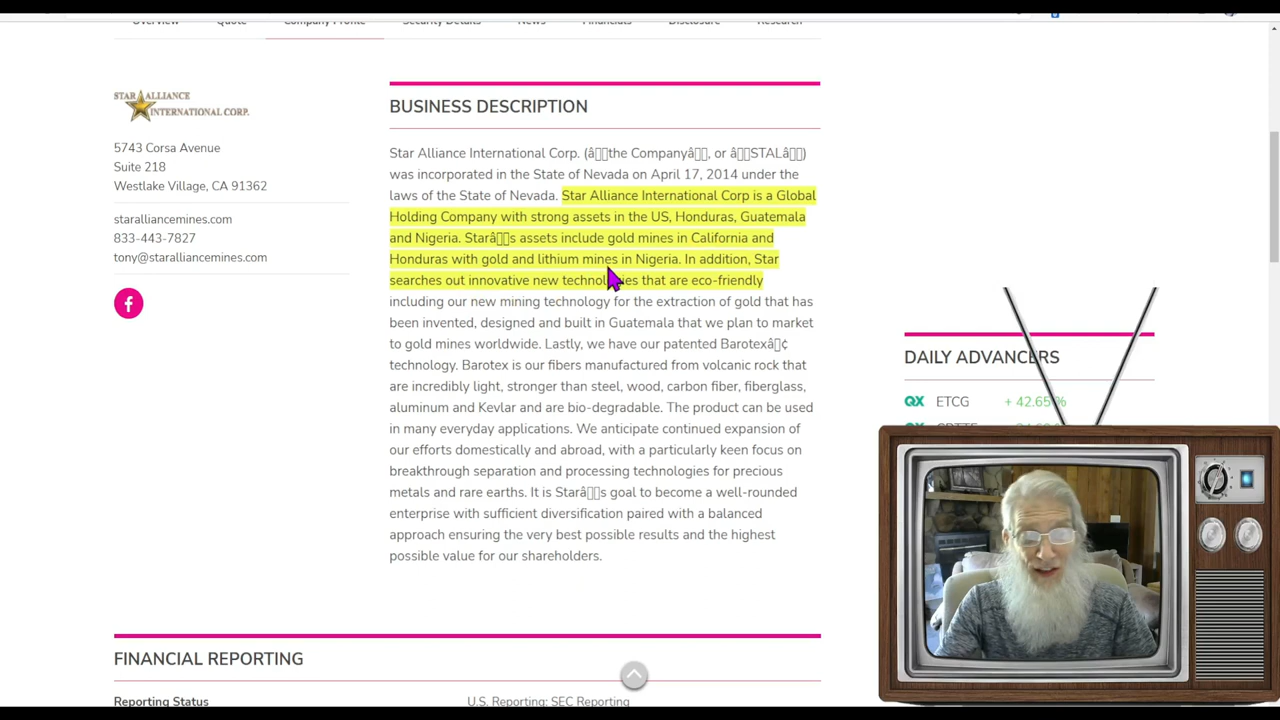 Overview Quote Company Profile Security Details News Financials Disclosure Research
STAR ALLIANCE
INTERNATIONAL CORP.
5743 Corsa Avenue
Suite 218
Westlake Village, CA 91362
staralliancemines.com
833-443-7827
tony@staralliancemines.com
BUSINESS DESCRIPTION
Star Alliance International Corp. (â▯▯the Companyâ▯▯, or â▯▯STALâ▯▯)
was incorporated in the State of Nevada on April 17, 2014 under the
laws of the State of Nevada. Star Alliance International Corp is a Global
Holding Company with strong assets in the US, Honduras, Guatemala
and Nigeria. Starâ▯▯s assets include gold mines in California and
Honduras with gold and lithium mines in Nigeria. In addition, Star
searches out innovative new technologies that are eco-friendly
including our new mining technology for the extraction of gold that has
been invented, designed and built in Guatemala that we plan to market
to gold mines worldwide. Lastly, we have our patented Barotexâ▯¢
technology. Barotex is our fibers manufactured from volcanic rock that
are incredibly light, stronger than steel, wood, carbon fiber, fiberglass,
aluminum and Kevlar and are bio-degradable. The product can be used
in many everyday applications. We anticipate continued expansion of
our efforts domestically and abroad, with a particularly keen focus on
breakthrough separation and processing technologies for precious
metals and rare earths. It is Starâ▯▯s goal to become a well-rounded
enterprise with sufficient diversification paired with a balanced
approach ensuring the very best possible results and the highest
possible value for our shareholders.
DAILY ADVANCERS
QX ETCG + 42.65 %
FINANCIAL REPORTING
Reporting Status U.S. Reporting: SEC Reporting